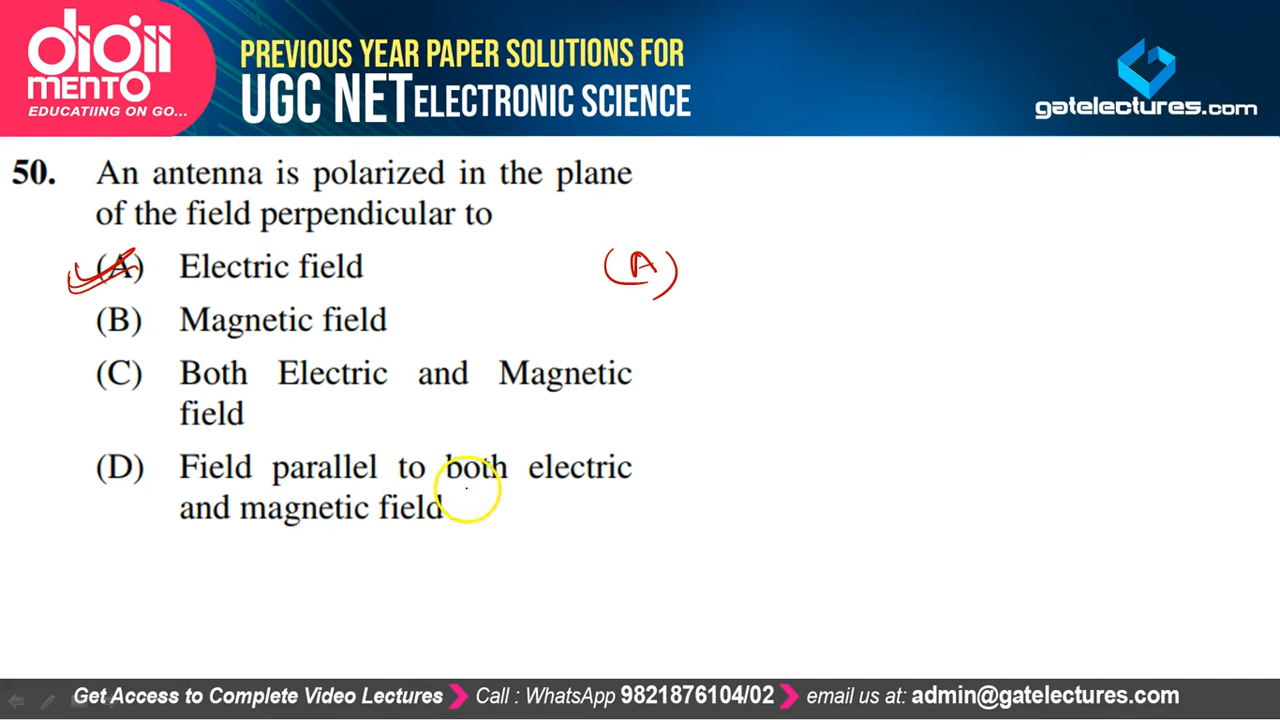 digii
MENTO
EDUCATIING ON GO...
PREVIOUS YEAR PAPER SOLUTIONS FOR
UGC NET ELECTRONIC SCIENCE
gatelectures.com
50. An antenna is polarized in the plane
of the field perpendicular to
(A) Electric field
(A)
(B) Magnetic field
(C) Both Electric and Magnetic
field
(D) Field parallel to both electric
and magnetic field
Get Access to Complete Video Lectures Call : WhatsApp 9821876104/02 email us at: admin@gatelectures.com